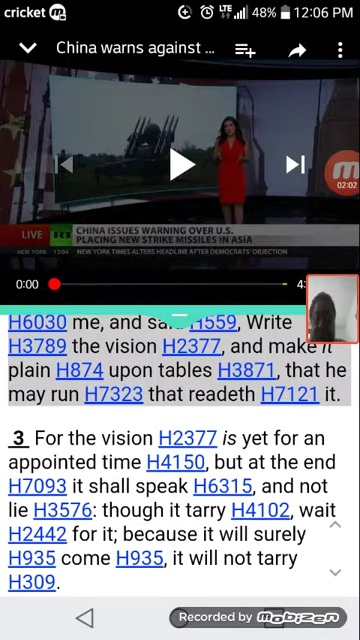 cricket LTE 48% 12:06 PM
China warns against ...
02:02
LIVE RT CHINA ISSUES WARNING OVER U.S.
PLACING NEW STRIKE MISSILES IN ASIA
NEW YORK 13:04 NEW YORK TIMES ALTERS HEADLINE AFTER DEMOCRATS' OBJECTION
0:00 4:
H6030 me, and said H559, Write
H3789 the vision H2377, and make it
plain H874 upon tables H3871, that he
may run H7323 that readeth H7121 it.
3 For the vision H2377 is yet for an
appointed time H4150, but at the end
H7093 it shall speak H6315, and not
lie H3576: though it tarry H4102, wait
H2442 for it; because it will surely
H935 come H935, it will not tarry
H309.
Recorded by Mobizen